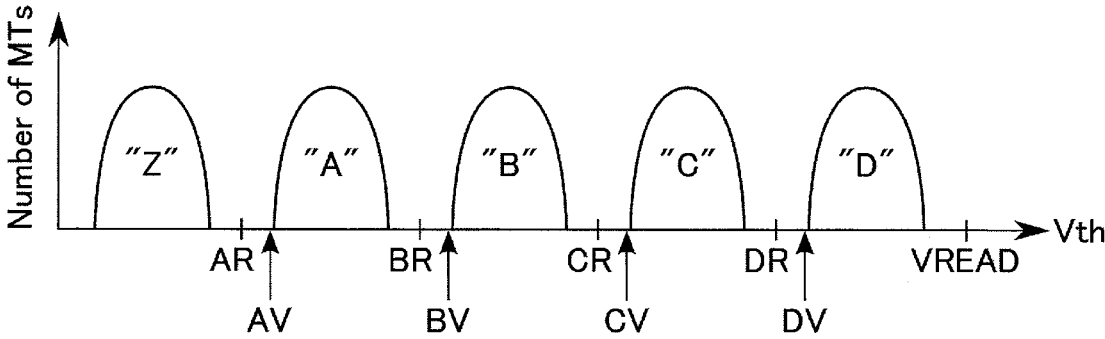 Number of MTs
"Z"
"A"
"B"
"C"
"D"
Vth
AR
BR
CR
DR
VREAD
AV
BV
CV
DV